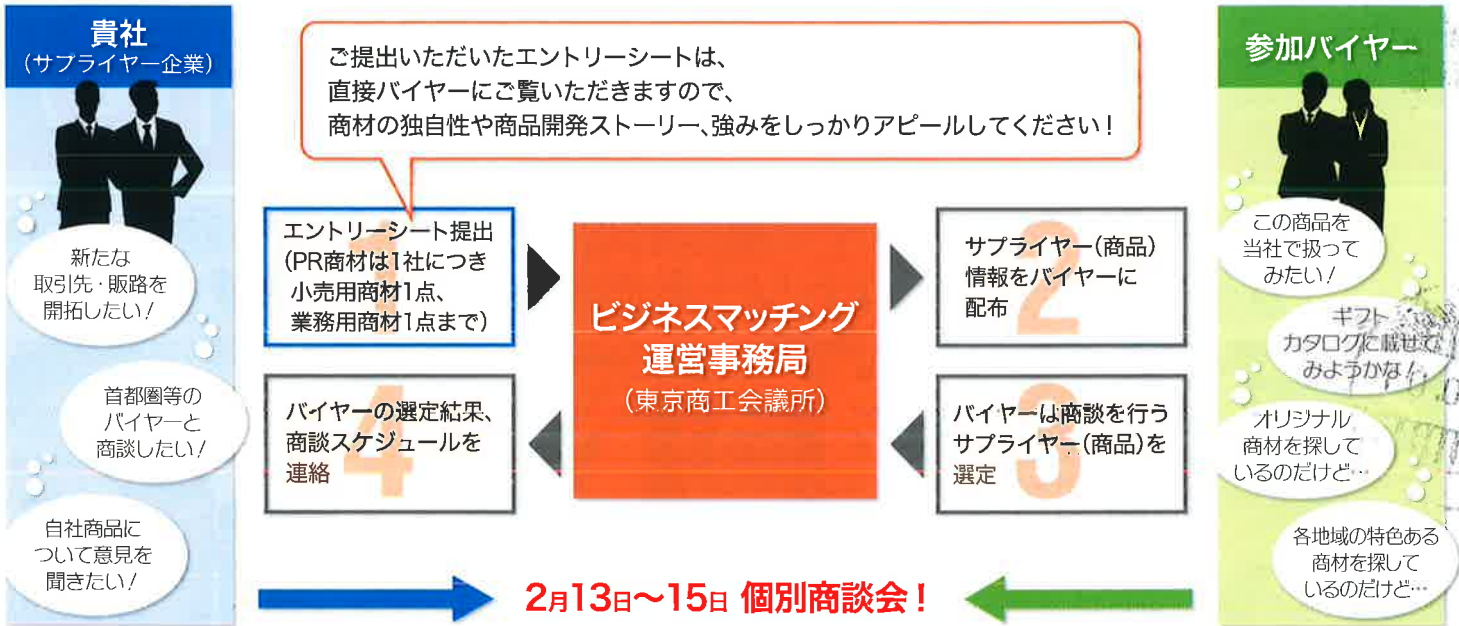 貴社
(サプライヤー企業)
ご提出いただいたエントリーシートは、
直接バイヤーにご覧いただきますので、
商材の独自性や商品開発ストーリー、強みをしっかりアピールしてください!
参加バイヤー
新たな
取引先・販路を
開拓したい!
首都圏等の
バイヤーと
商談したい!
自社商品に
ついて意見を
聞きたい!
1
エントリーシート提出
(PR商材は1社につき
小売用商材1点、
業務用商材1点まで)
ビジネスマッチング
運営事務局
(東京商工会議所)
2
サプライヤー(商品)
情報をバイヤーに
配布
3
バイヤーは商談を行う
サプライヤー(商品)を
選定
4
バイヤーの選定結果、
商談スケジュールを
連絡
この商品を
当社で扱って
みたい!
ギフト
カタログに載せて
みようかな!
オリジナル
商材を探して
いるのだけど…
各地域の特色ある
商材を探して
いるのだけど…
2月13日〜15日 個別商談会!